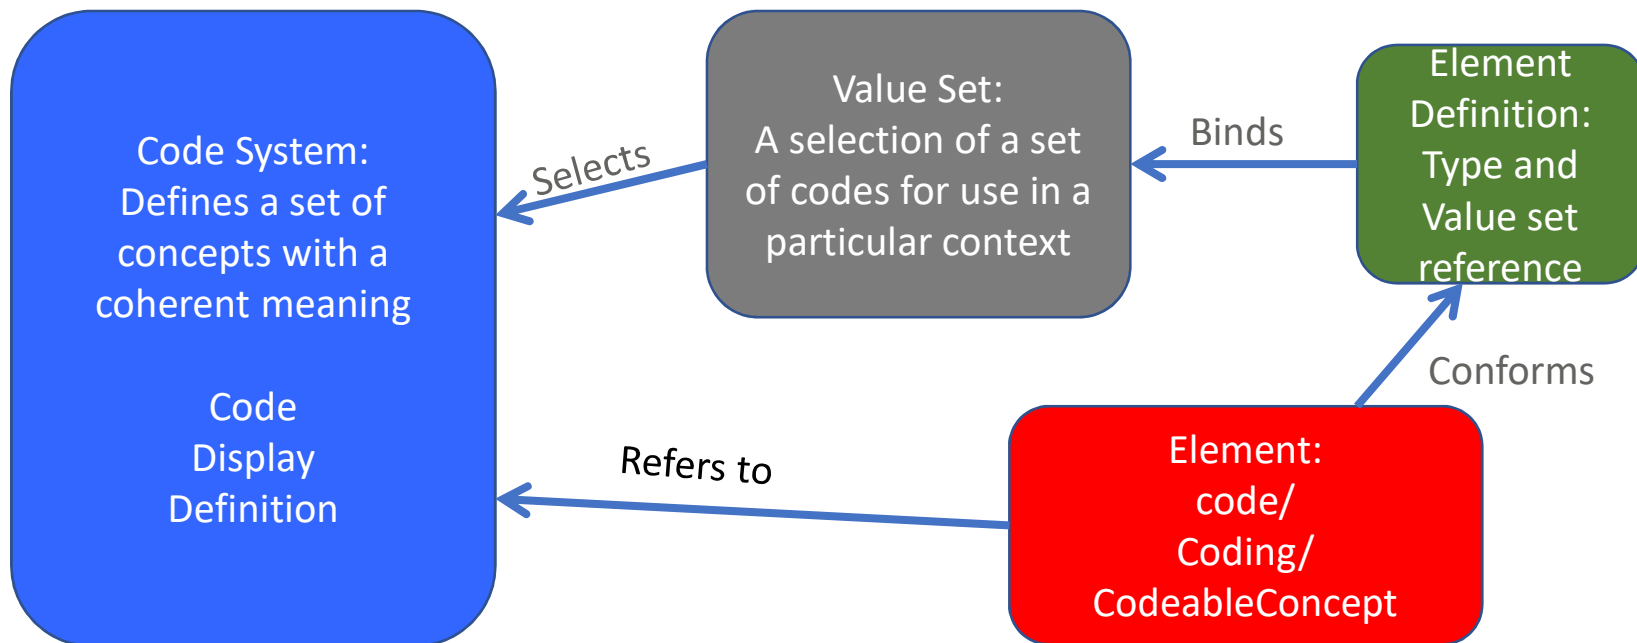 Code System:
Defines a set of
concepts with a
coherent meaning
Code
Display
Definition
Selects
Value Set:
A selection of a set
of codes for use in a
particular context
Binds
Element
Definition:
Type and
Value set
reference
Conforms
Refers to
Element:
code/
Coding/
CodeableConcept